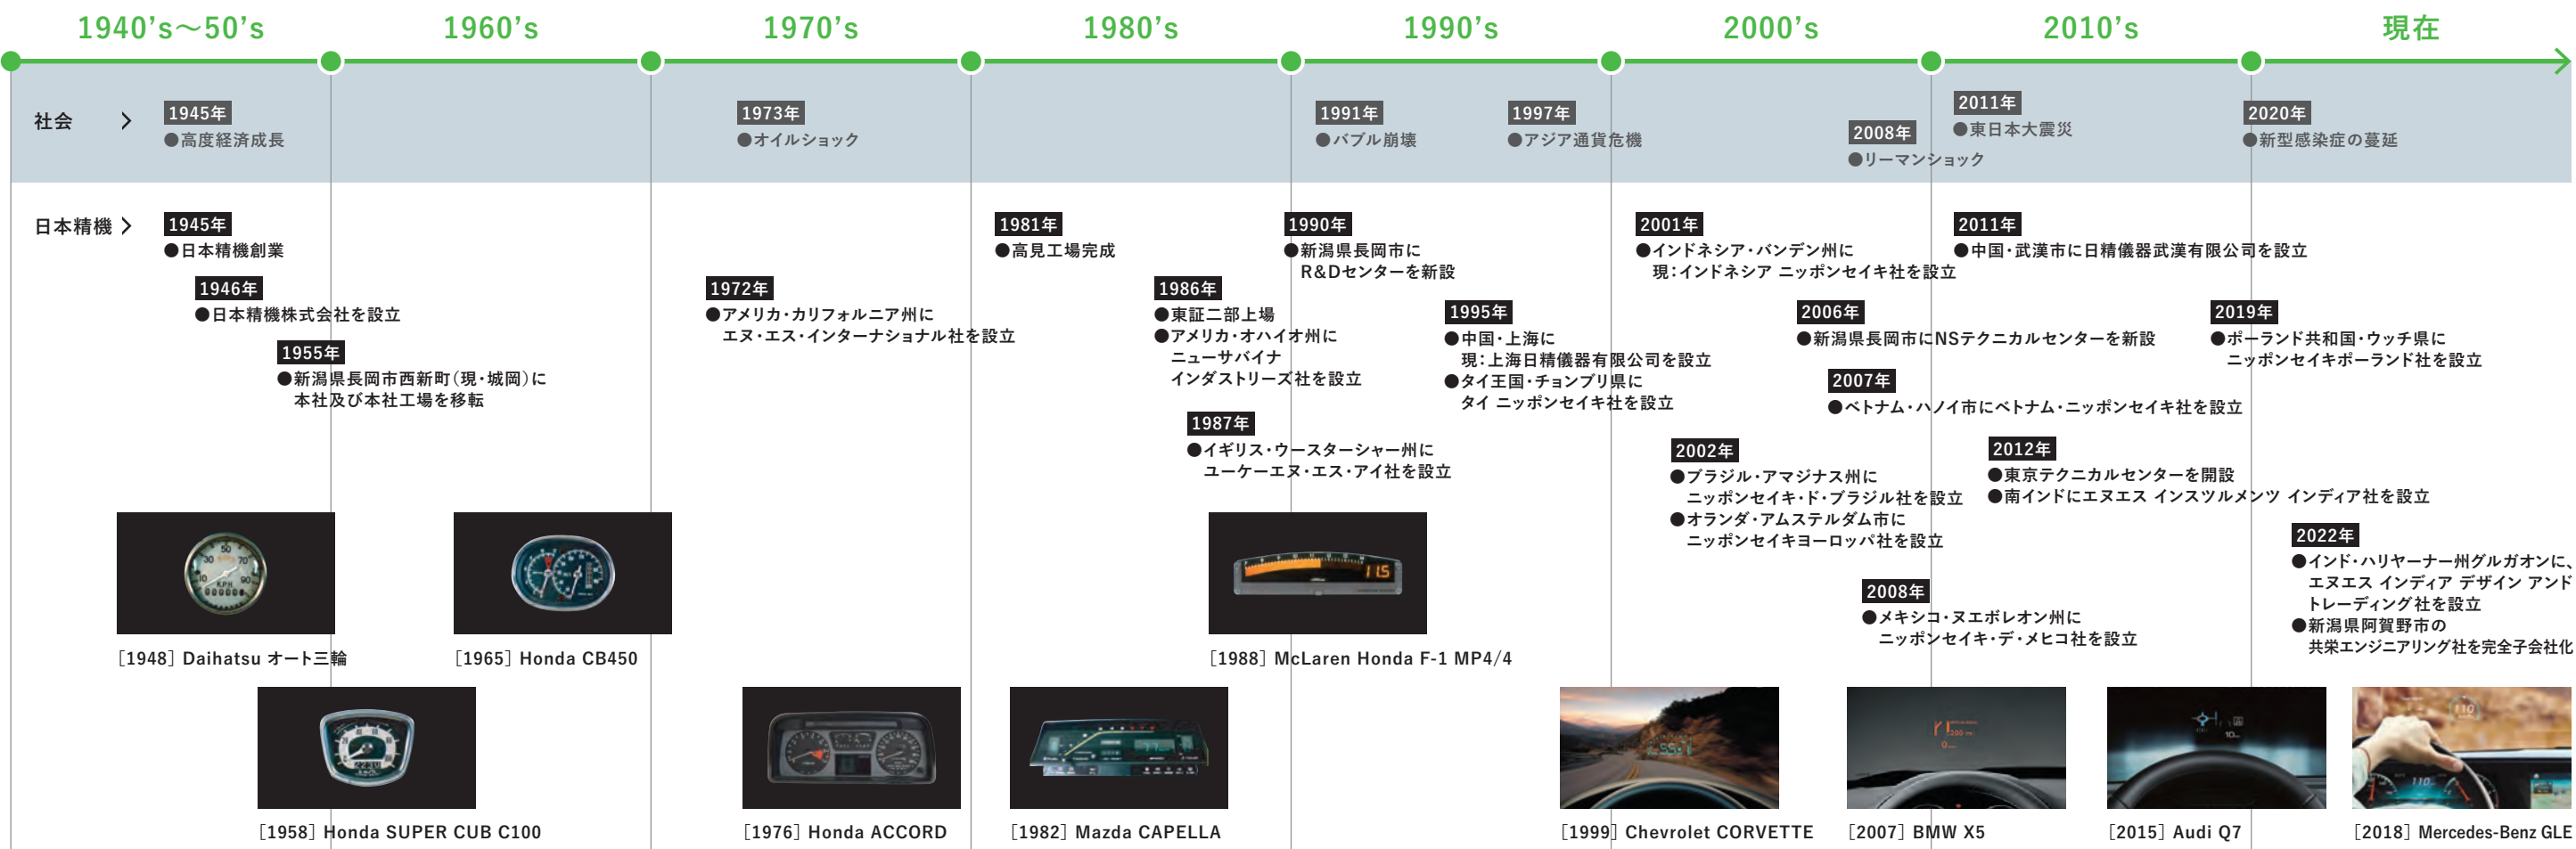 1940's～50's
1960's
1970's
1980's
1990's
2000's
2010's
現在
社会
1945年
●高度経済成長
1973年
●オイルショック
1991年
●バブル崩壊
1997年
●アジア通貨危機
2008年
●リーマンショック
2011年
●東日本大震災
2020年
●新型感染症の蔓延
日本精機
1945年
●日本精機創業
1946年
●日本精機株式会社を設立
1955年
●新潟県長岡市西新町（現・城岡）に
本社及び本社工場を移転
1972年
●アメリカ・カリフォルニア州に
エヌ・エス・インターナショナル社を設立
1981年
●高見工場完成
1986年
●東証二部上場
●アメリカ・オハイオ州に
ニューサバイナ
インダストリーズ社を設立
1987年
●イギリス・ウースターシャー州に
ユーケーエヌ・エス・アイ社を設立
1990年
●新潟県長岡市に
R&Dセンターを新設
1995年
●中国・上海に
現：上海日精儀器有限公司を設立
●タイ王国・チョンブリ県に
タイ ニッポンセイキ社を設立
2001年
●インドネシア・バンデン州に
現：インドネシア ニッポンセイキ社を設立
2006年
●新潟県長岡市にNSテクニカルセンターを新設
2007年
●ベトナム・ハノイ市にベトナム・ニッポンセイキ社を設立
2002年
●ブラジル・アマジナス州に
ニッポンセイキ・ド・ブラジル社を設立
●オランダ・アムステルダム市に
ニッポンセイキヨーロッパ社を設立
2008年
●メキシコ・ヌエボレオン州に
ニッポンセイキ・デ・メヒコ社を設立
2011年
●中国・武漢市に日精儀器武漢有限公司を設立
2012年
●東京テクニカルセンターを開設
●南インドにエヌエス インスツルメンツ インディア社を設立
2019年
●ポーランド共和国・ウッチ県に
ニッポンセイキポーランド社を設立
2022年
●インド・ハリヤーナー州グルガオンに、
エヌエス インディア デザイン アンド
トレーディング社を設立
●新潟県阿賀野市の
共栄エンジニアリング社を完全子会社化
10 30 50 70 90
K.P.H.
11.5
［1948］Daihatsu オート三輪
［1965］Honda CB450
［1988］McLaren Honda F-1 MP4/4
110
110
［1958］Honda SUPER CUB C100
［1976］Honda ACCORD
［1982］Mazda CAPELLA
［1999］Chevrolet CORVETTE
［2007］BMW X5
［2015］Audi Q7
［2018］Mercedes-Benz GLE